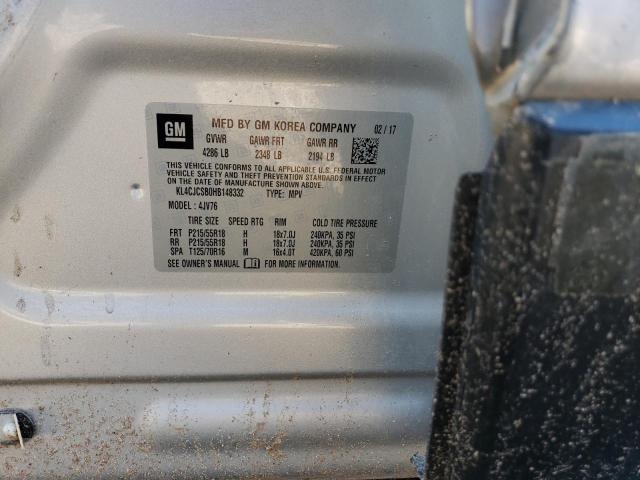 GM
MFD BY GM KOREA COMPANY 02 / 17
GVWR GAWR FRT GAWR RR
4286 LB 2348 LB 2194 LB
THIS VEHICLE CONFORMS TO ALL APPLICABLE U.S. FEDERAL MOTOR
VEHICLE SAFETY AND THEFT PREVENTION STANDARDS IN EFFECT
ON THE DATE OF MANUFACTURE SHOWN ABOVE.
KL4CJCSB0HB148332 TYPE: MPV
MODEL : 4JV76
TIRE SIZE SPEED RTG RIM COLD TIRE PRESSURE
FRT P215/55R18 H 18x7.0J 240KPA, 35 PSI
RR P215/55R18 H 18x7.0J 240KPA, 35 PSI
SPA T125/70R16 M 16x4.0T 420KPA, 60 PSI
SEE OWNER'S MANUAL FOR MORE INFORMATION.